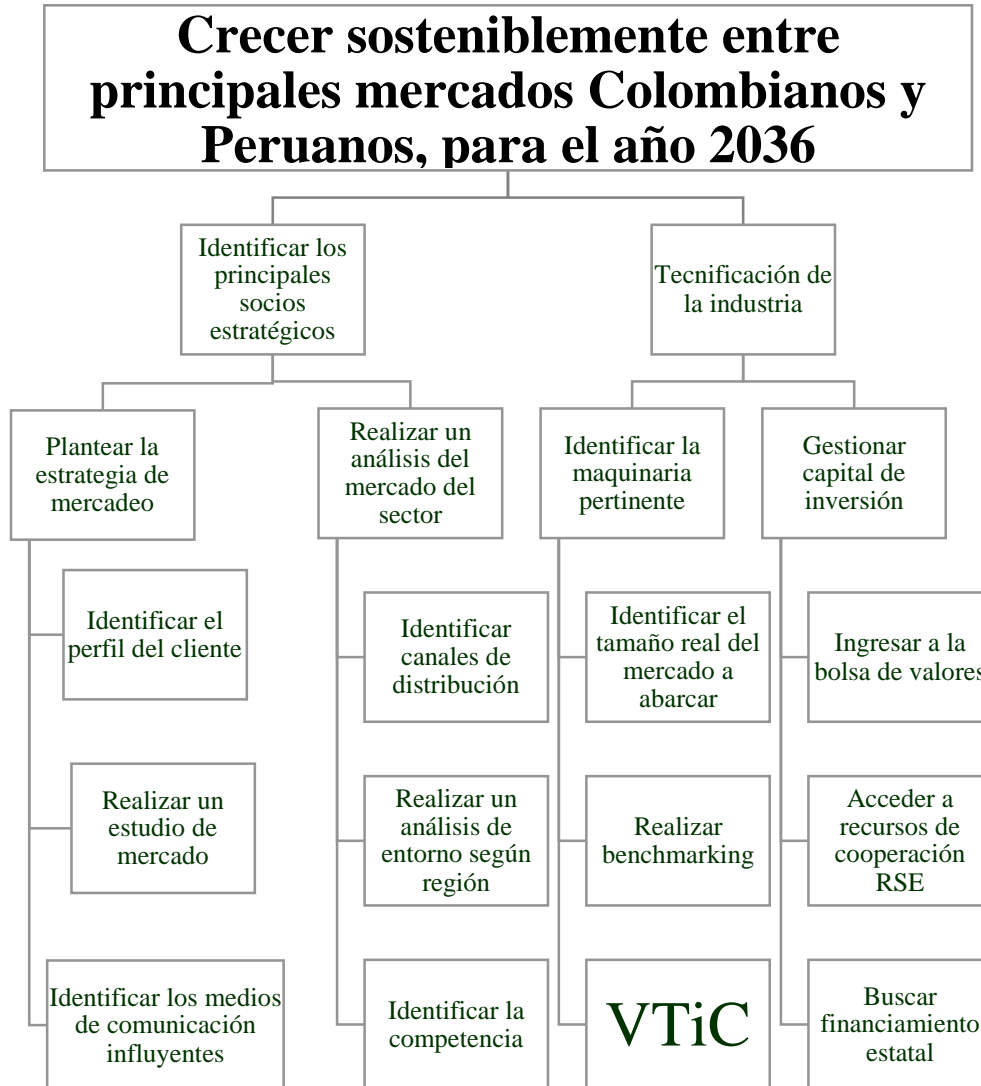 Crecer sosteniblemente entre
principales mercados Colombianos y
Peruanos, para el año 2036
Identificar los
principales
socios
estratégicos
Tecnificación de
la industria
Plantear la
estrategia de
mercadeo
Realizar un
análisis del
mercado del
sector
Identificar la
maquinaria
pertinente
Gestionar
capital de
inversión
Identificar el
perfil del cliente
Realizar un
estudio de
mercado
Identificar los medios
de comunicación
influyentes
Identificar
canales de
distribución
Realizar un
análisis de
entorno según
región
Identificar la
competencia
Identificar el
tamaño real del
mercado a
abarcar
Realizar
benchmarking
VTiC
Ingresar a la
bolsa de valores
Acceder a
recursos de
cooperación
RSE
Buscar
financiamiento
estatal